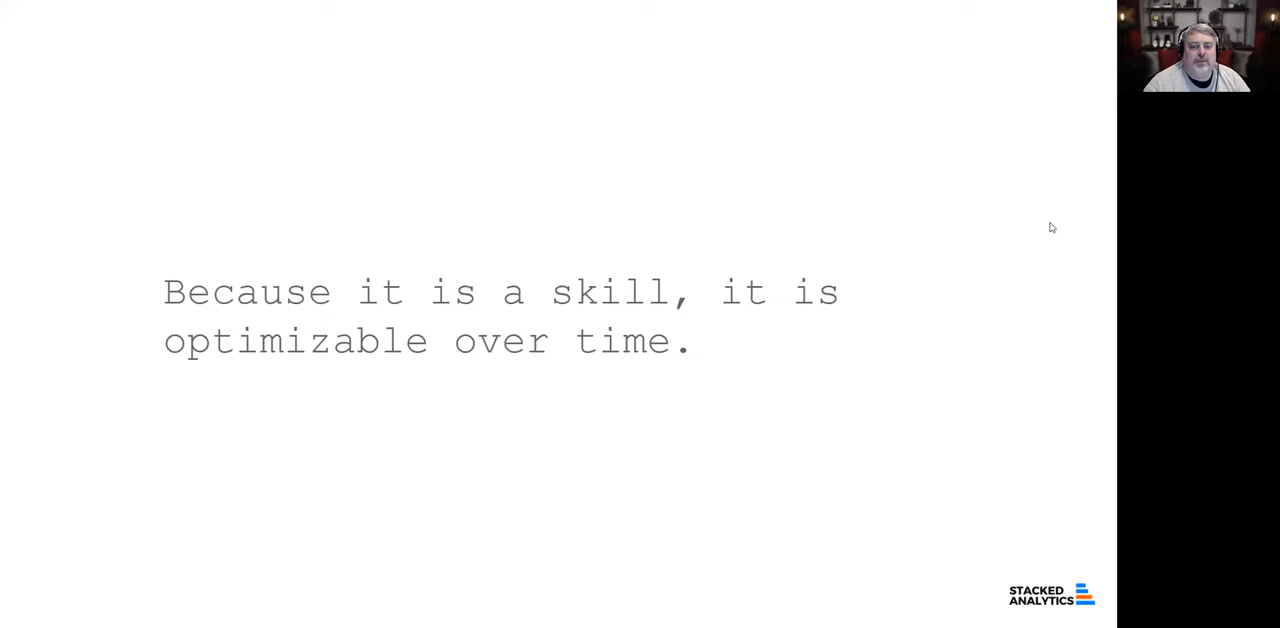 Because it is a skill, it is
optimizable over time.
STACKED
ANALYTICS